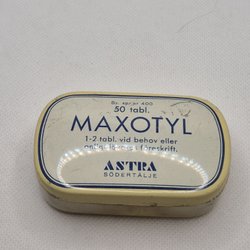 50 tabl.
MAXOTYL
1-2 tabl. vid behov eller
föreskrift.
ASTRA
SÖDERTÄLJE